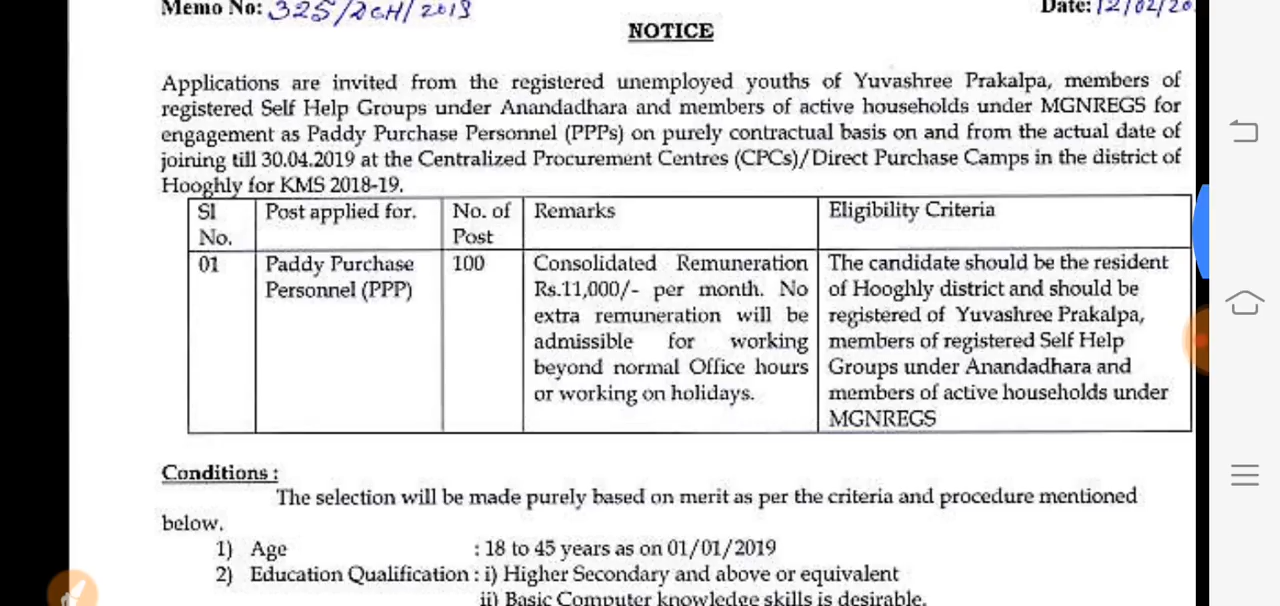 Memo No: 325/DCH/2019
Date: 12/02/20
NOTICE
Applications are invited from the registered unemployed youths of Yuvashree Prakalpa, members of
registered Self Help Groups under Anandadhara and members of active households under MGNREGS for
engagement as Paddy Purchase Personnel (PPPs) on purely contractual basis on and from the actual date of
joining till 30.04.2019 at the Centralized Procurement Centres (CPCs)/Direct Purchase Camps in the district of
Hooghly for KMS 2018-19.
Sl No.
Post applied for.
No. of Post
Remarks
Eligibility Criteria
01
Paddy Purchase
Personnel (PPP)
100
Consolidated Remuneration
Rs.11,000/- per month. No
extra remuneration will be
admissible for working
beyond normal Office hours
or working on holidays.
The candidate should be the resident
of Hooghly district and should be
registered of Yuvashree Prakalpa,
members of registered Self Help
Groups under Anandadhara and
members of active households under
MGNREGS
Conditions :
The selection will be made purely based on merit as per the criteria and procedure mentioned
below.
1) Age : 18 to 45 years as on 01/01/2019
2) Education Qualification : i) Higher Secondary and above or equivalent
ii) Basic Computer knowledge skills is desirable.